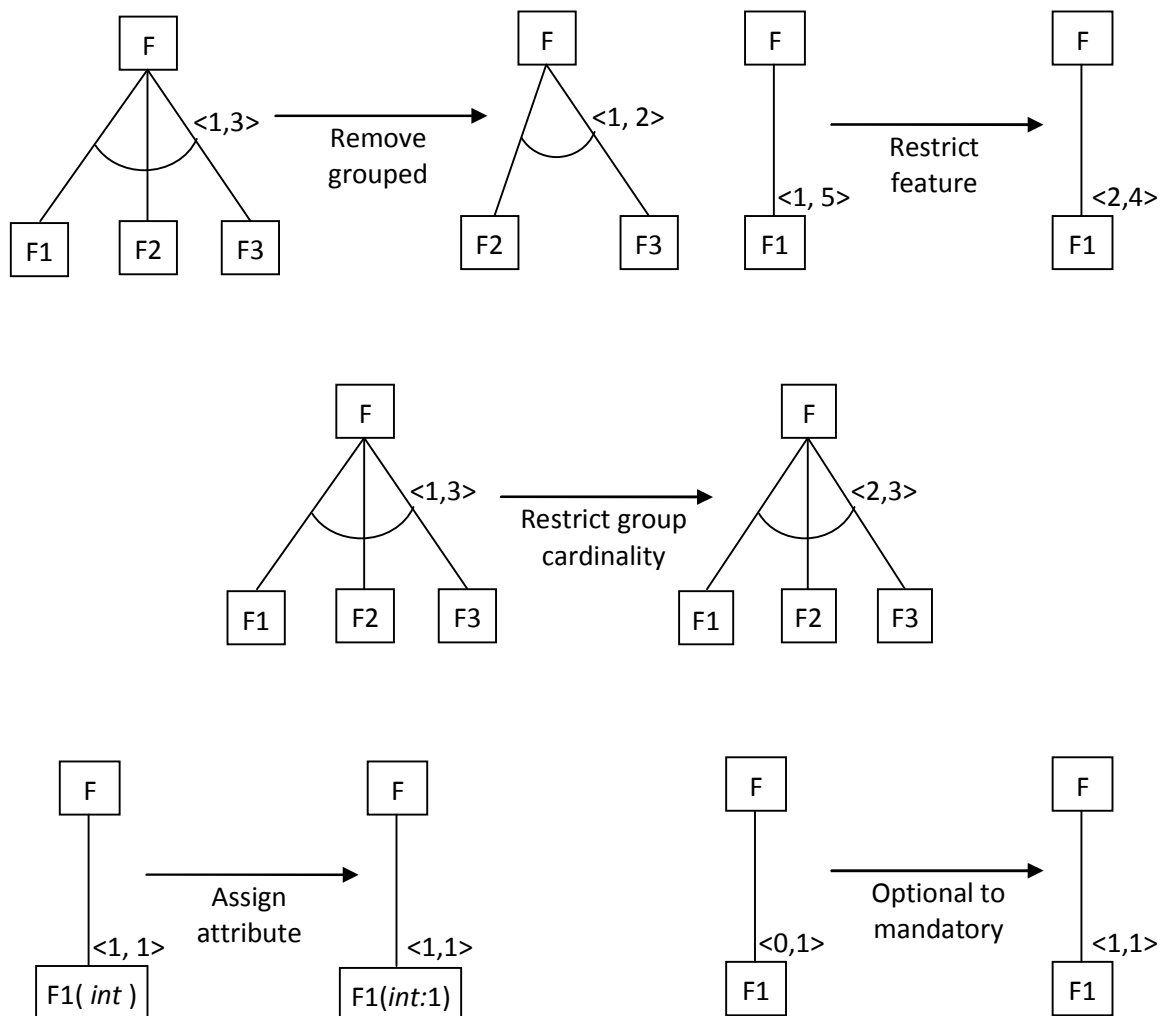 F
<1,3>
F1
F2
F3
Remove
grouped
F
<1, 2>
F2
F3
F
<1, 5>
F1
Restrict
feature
F
<2,4>
F1
F
<1,3>
F1
F2
F3
Restrict group
cardinality
F
<2,3>
F1
F2
F3
F
<1, 1>
F1( int )
Assign
attribute
F
<1,1>
F1(int:1)
F
<0,1>
F1
Optional to
mandatory
F
<1,1>
F1